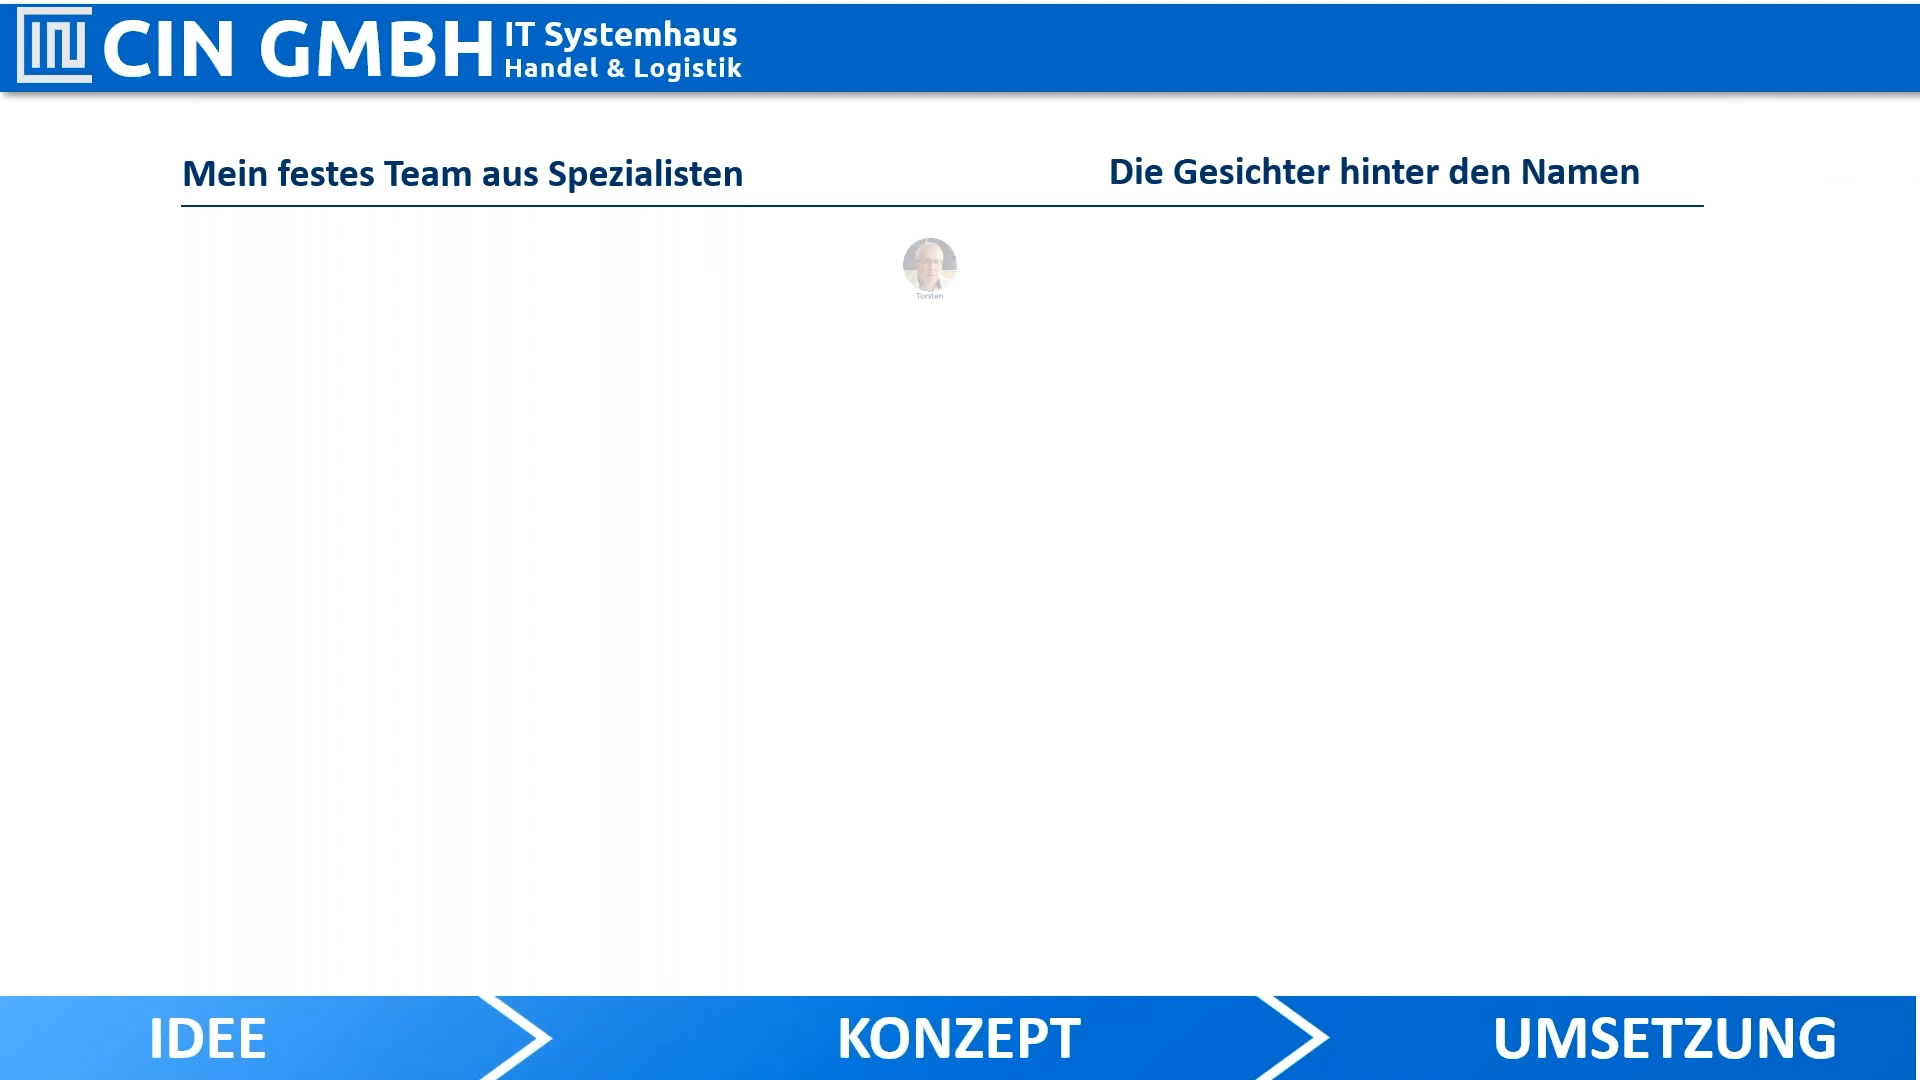 CIN GMBH
IT Systemhaus
Handel & Logistik
Mein festes Team aus Spezialisten
Die Gesichter hinter den Namen
Torsten
IDEE
KONZEPT
UMSETZUNG